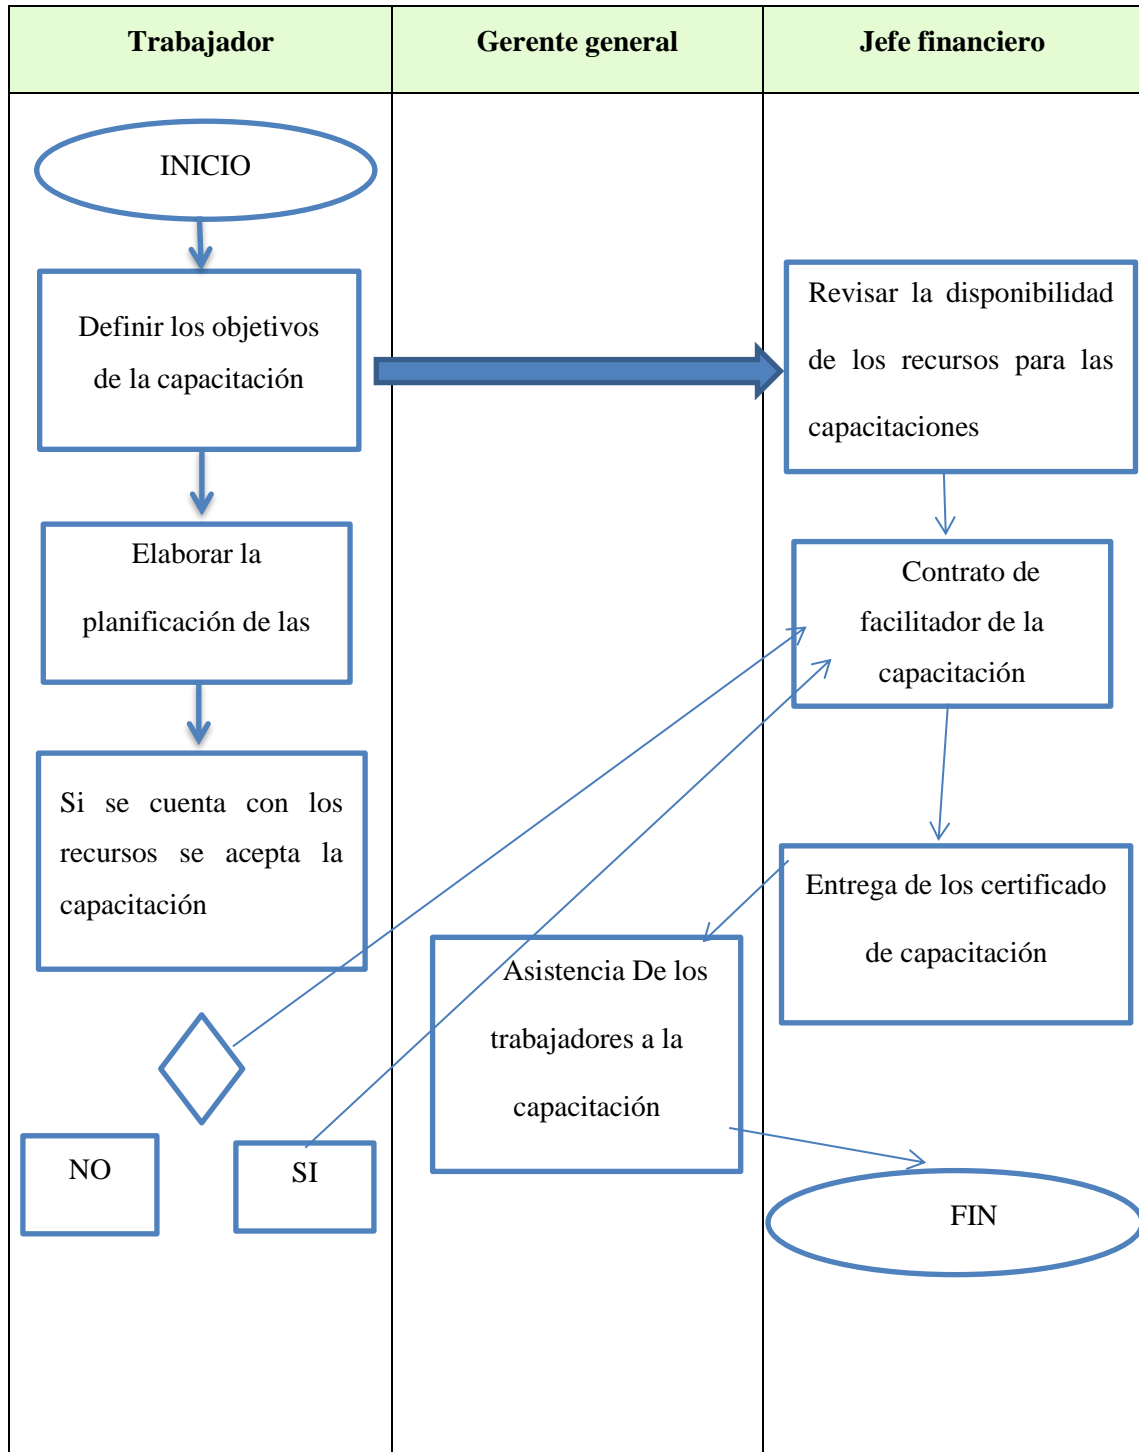 Trabajador
Gerente general
Jefe financiero
INICIO
Definir los objetivos
de la capacitación
Elaborar la
planificación de las
Si se cuenta con los
recursos se acepta la
capacitación
NO
SI
Asistencia De los
trabajadores a la
capacitación
Revisar la disponibilidad
de los recursos para las
capacitaciones
Contrato de
facilitador de la
capacitación
Entrega de los certificado
de capacitación
FIN